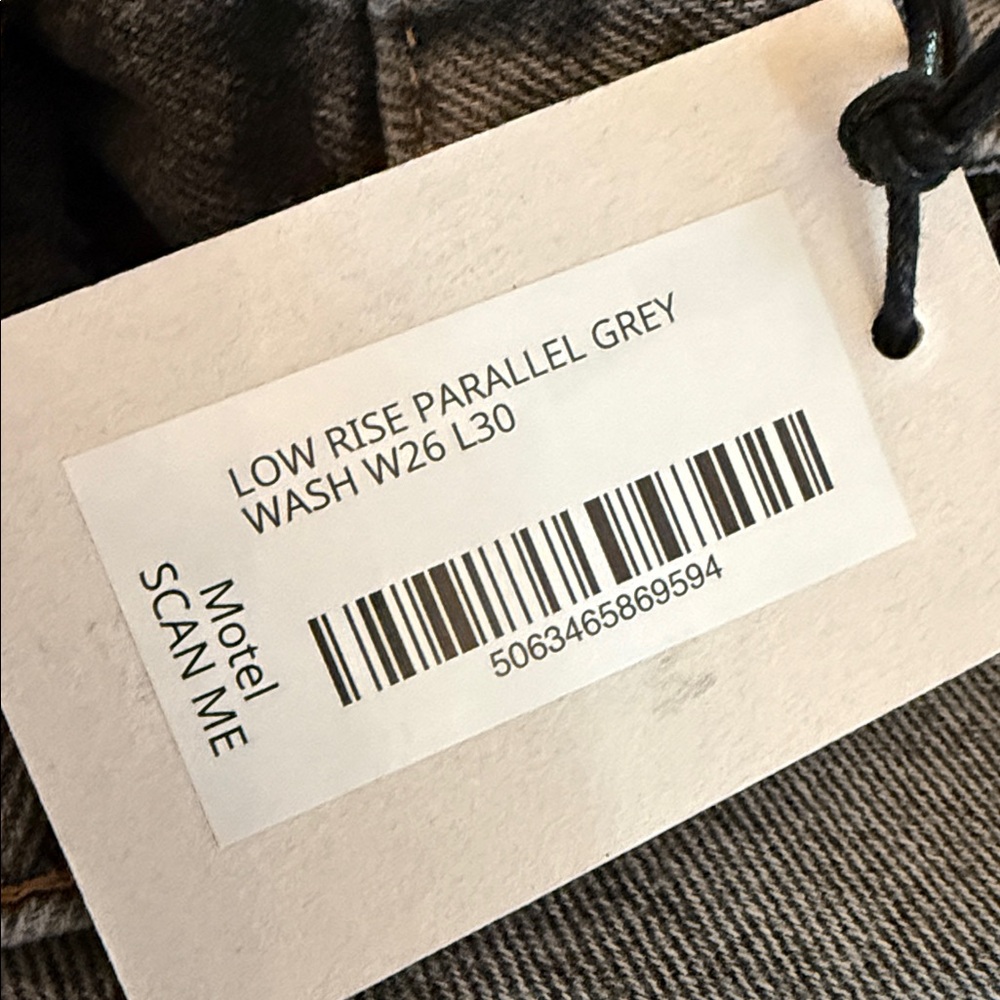 LOW RISE PARALLEL GREY
WASH W26 L30
5063465869594
Motel
SCAN ME